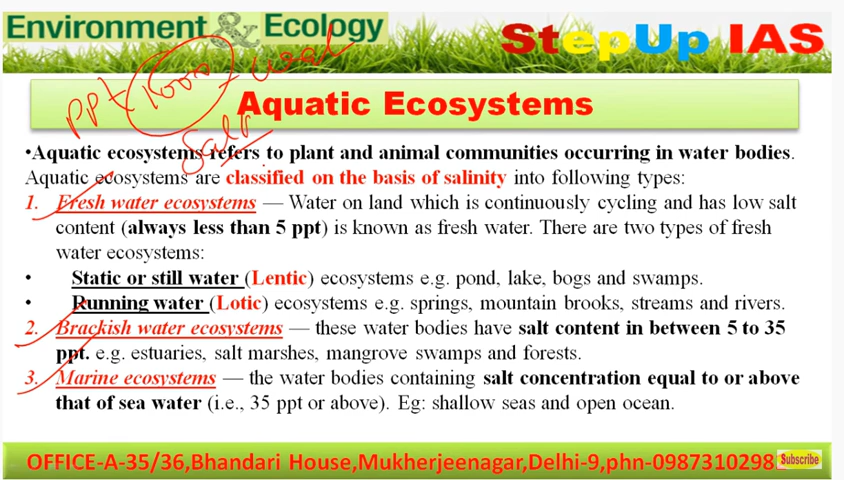 Environment & Ecology
StepUp IAS
Aquatic Ecosystems
•Aquatic ecosystems refers to plant and animal communities occurring in water bodies.
Aquatic ecosystems are classified on the basis of salinity into following types:
1. Fresh water ecosystems — Water on land which is continuously cycling and has low salt
content (always less than 5 ppt) is known as fresh water. There are two types of fresh
water ecosystems:
• Static or still water (Lentic) ecosystems e.g. pond, lake, bogs and swamps.
• Running water (Lotic) ecosystems e.g. springs, mountain brooks, streams and rivers.
2. Brackish water ecosystems — these water bodies have salt content in between 5 to 35
ppt. e.g. estuaries, salt marshes, mangrove swamps and forests.
3. Marine ecosystems — the water bodies containing salt concentration equal to or above
that of sea water (i.e., 35 ppt or above). Eg: shallow seas and open ocean.
PPt 1000
Salt
OFFICE-A-35/36,Bhandari House,Mukherjeenagar,Delhi-9,phn-0987310298
Subscribe